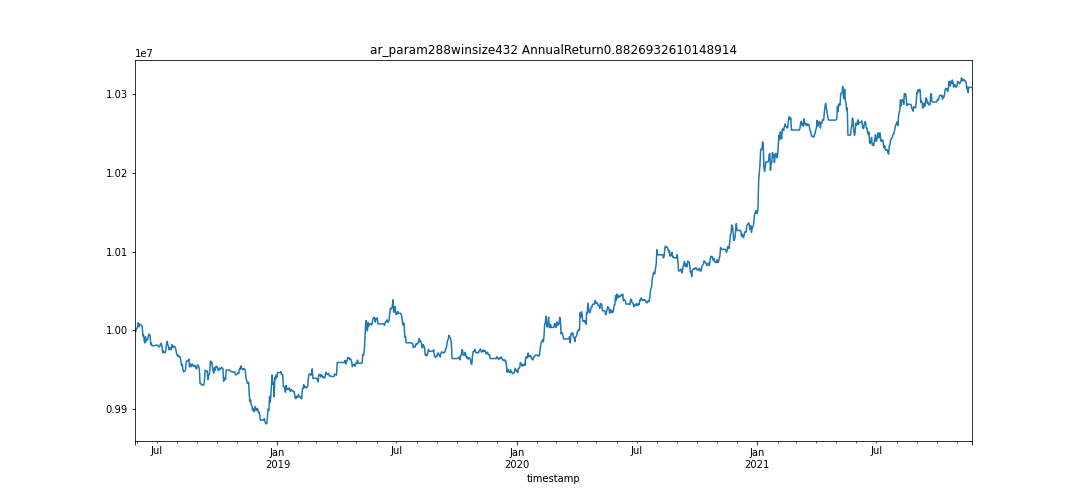 ar_param288winsize432 AnnualReturn0.8826932610148914
1e7
1.03
1.02
1.01
1.00
0.99
Jul Jan Jul Jan Jul Jan Jul
2019 2020 2021
timestamp